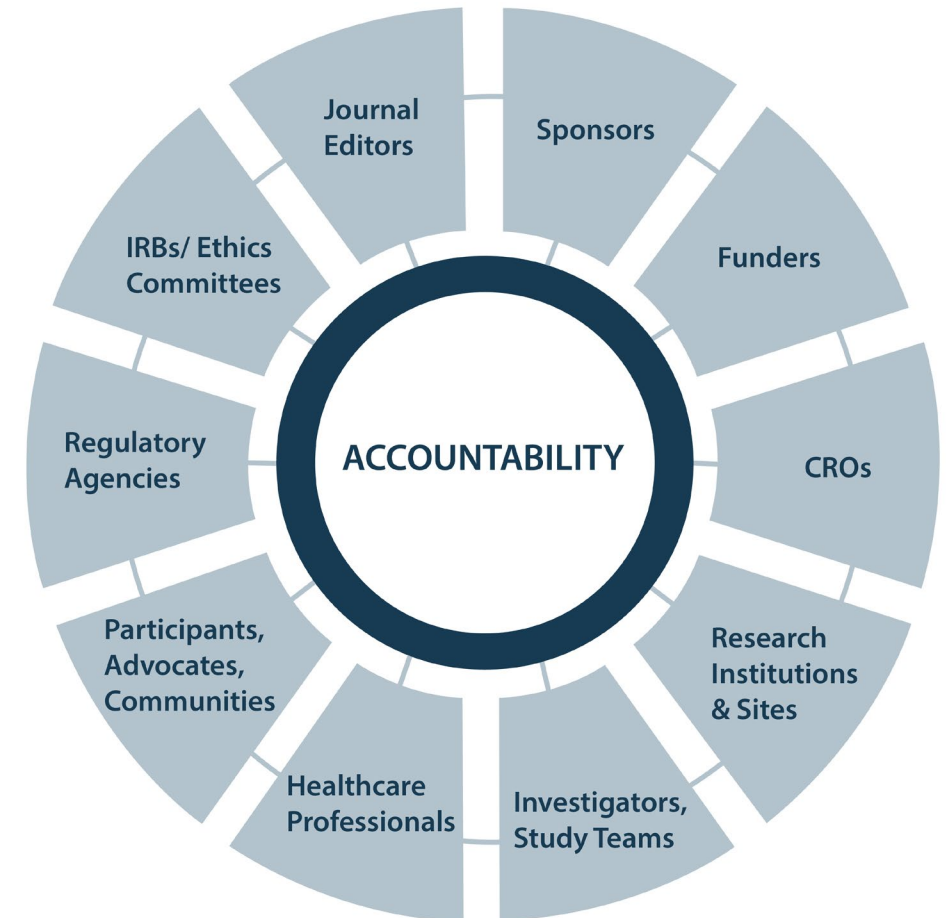 Journal
Editors
Sponsors
IRBs/ Ethics
Committees
Funders
Regulatory
Agencies
ACCOUNTABILITY
CROs
Participants,
Advocates,
Communities
Research
Institutions
& Sites
Healthcare
Professionals
Investigators,
Study Teams